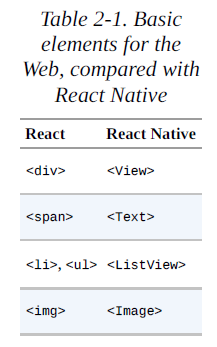 Table 2-1. Basic
elements for the
Web, compared with
React Native
React React Native
<div> <View>
<span> <Text>
<li>, <ul> <ListView>
<img> <Image>